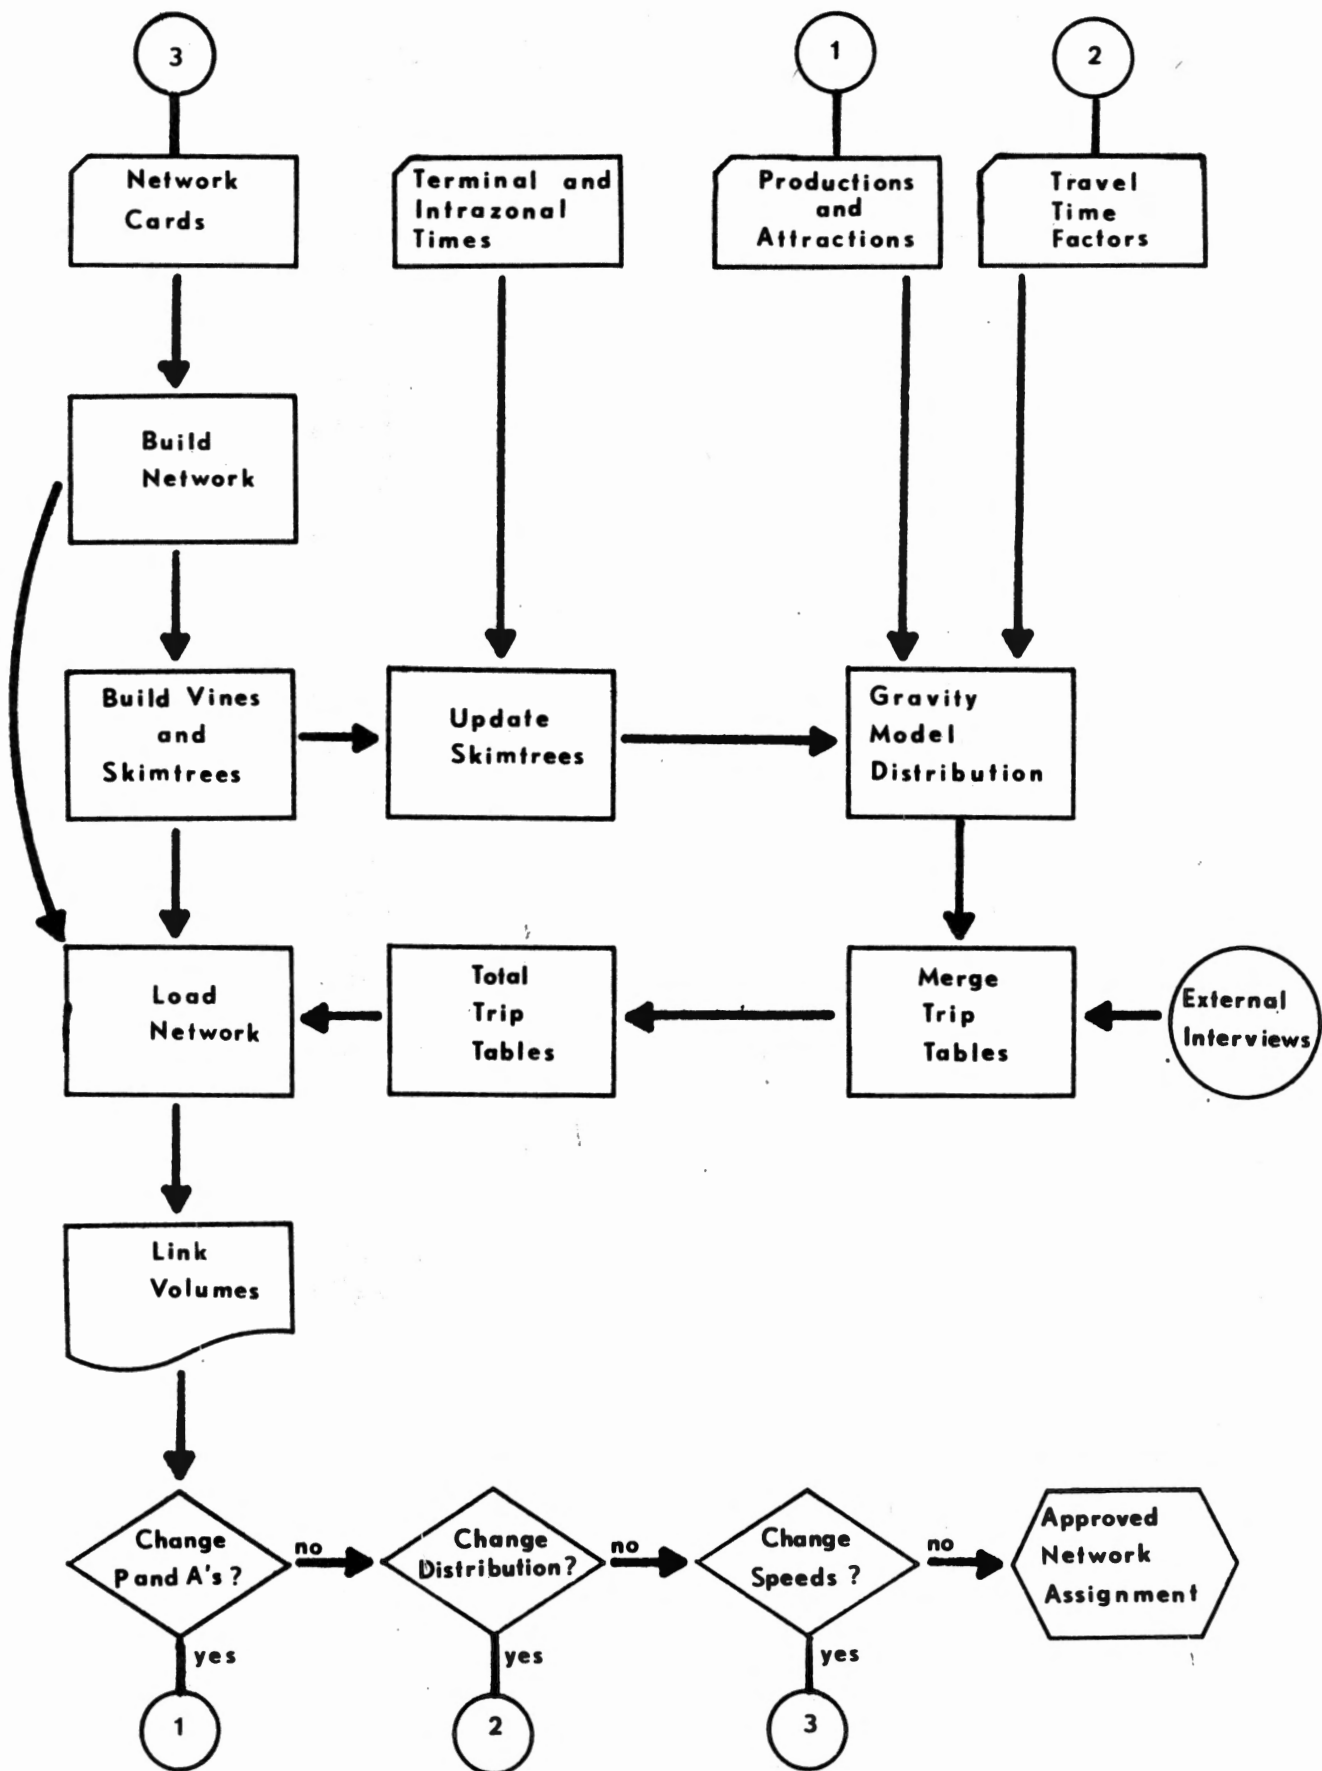 3
1
2
Network
Cards
Terminal and
Intrazonal
Times
Productions
and
Attractions
Travel
Time
Factors
Build
Network
Build Vines
and
Skimtrees
Update
Skimtrees
Gravity
Model
Distribution
Load
Network
Total
Trip
Tables
Merge
Trip
Tables
External
Interviews
Link
Volumes
Change
P and A's ?
no
Change
Distribution?
no
Change
Speeds ?
no
Approved
Network
Assignment
yes
yes
yes
1
2
3